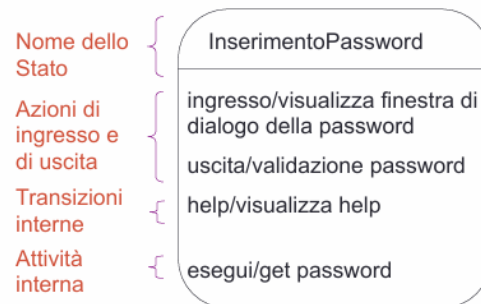 Nome dello
Stato
InserimentoPassword
Azioni di
ingresso e
di uscita
ingresso/visualizza finestra di
dialogo della password
uscita/validazione password
Transizioni
interne
help/visualizza help
Attività
interna
esegui/get password